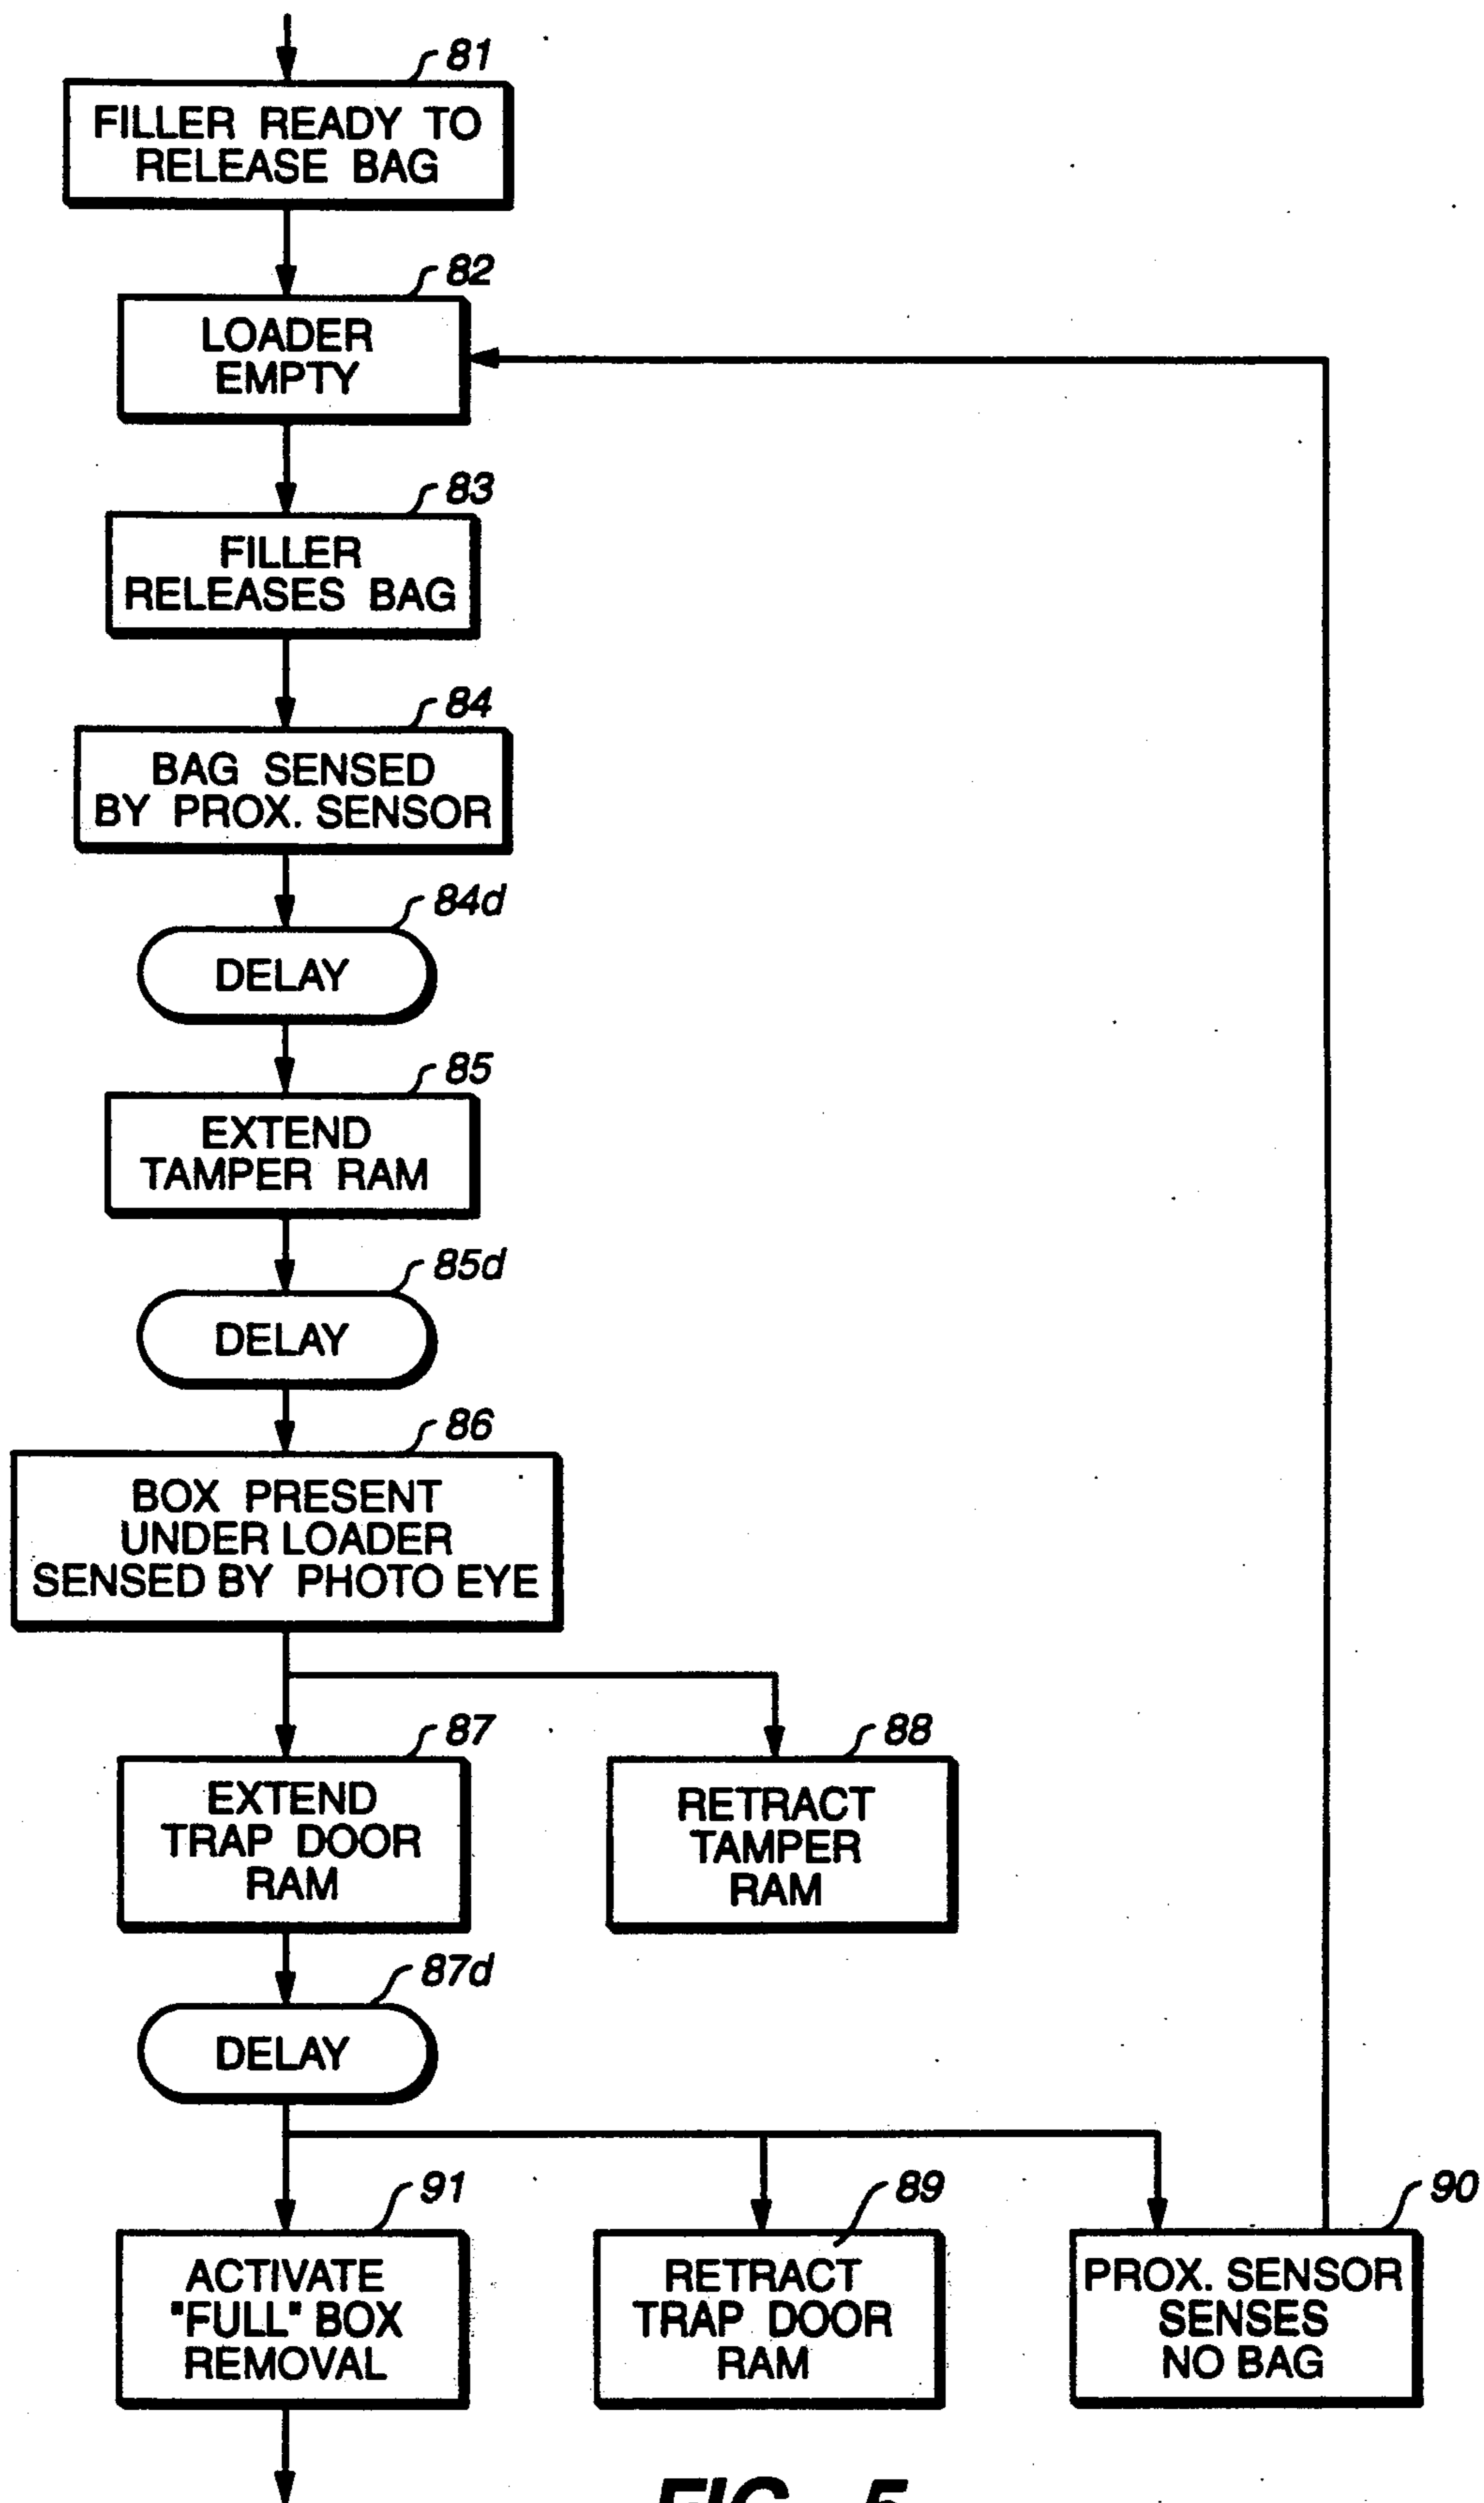 81
FILLER READY TO
RELEASE BAG
82
LOADER
EMPTY
83
FILLER
RELEASES BAG
84
BAG SENSED
BY PROX. SENSOR
84d
DELAY
85
EXTEND
TAMPER RAM
85d
DELAY
86
BOX PRESENT
UNDER LOADER
SENSED BY PHOTO EYE
87
EXTEND
TRAP DOOR
RAM
88
RETRACT
TAMPER
RAM
87d
DELAY
91
ACTIVATE
"FULL" BOX
REMOVAL
89
RETRACT
TRAP DOOR
RAM
90
PROX. SENSOR
SENSES
NO BAG
FIG. 5